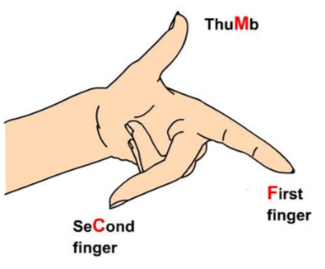 ThuMb
First
finger
SeCond
finger